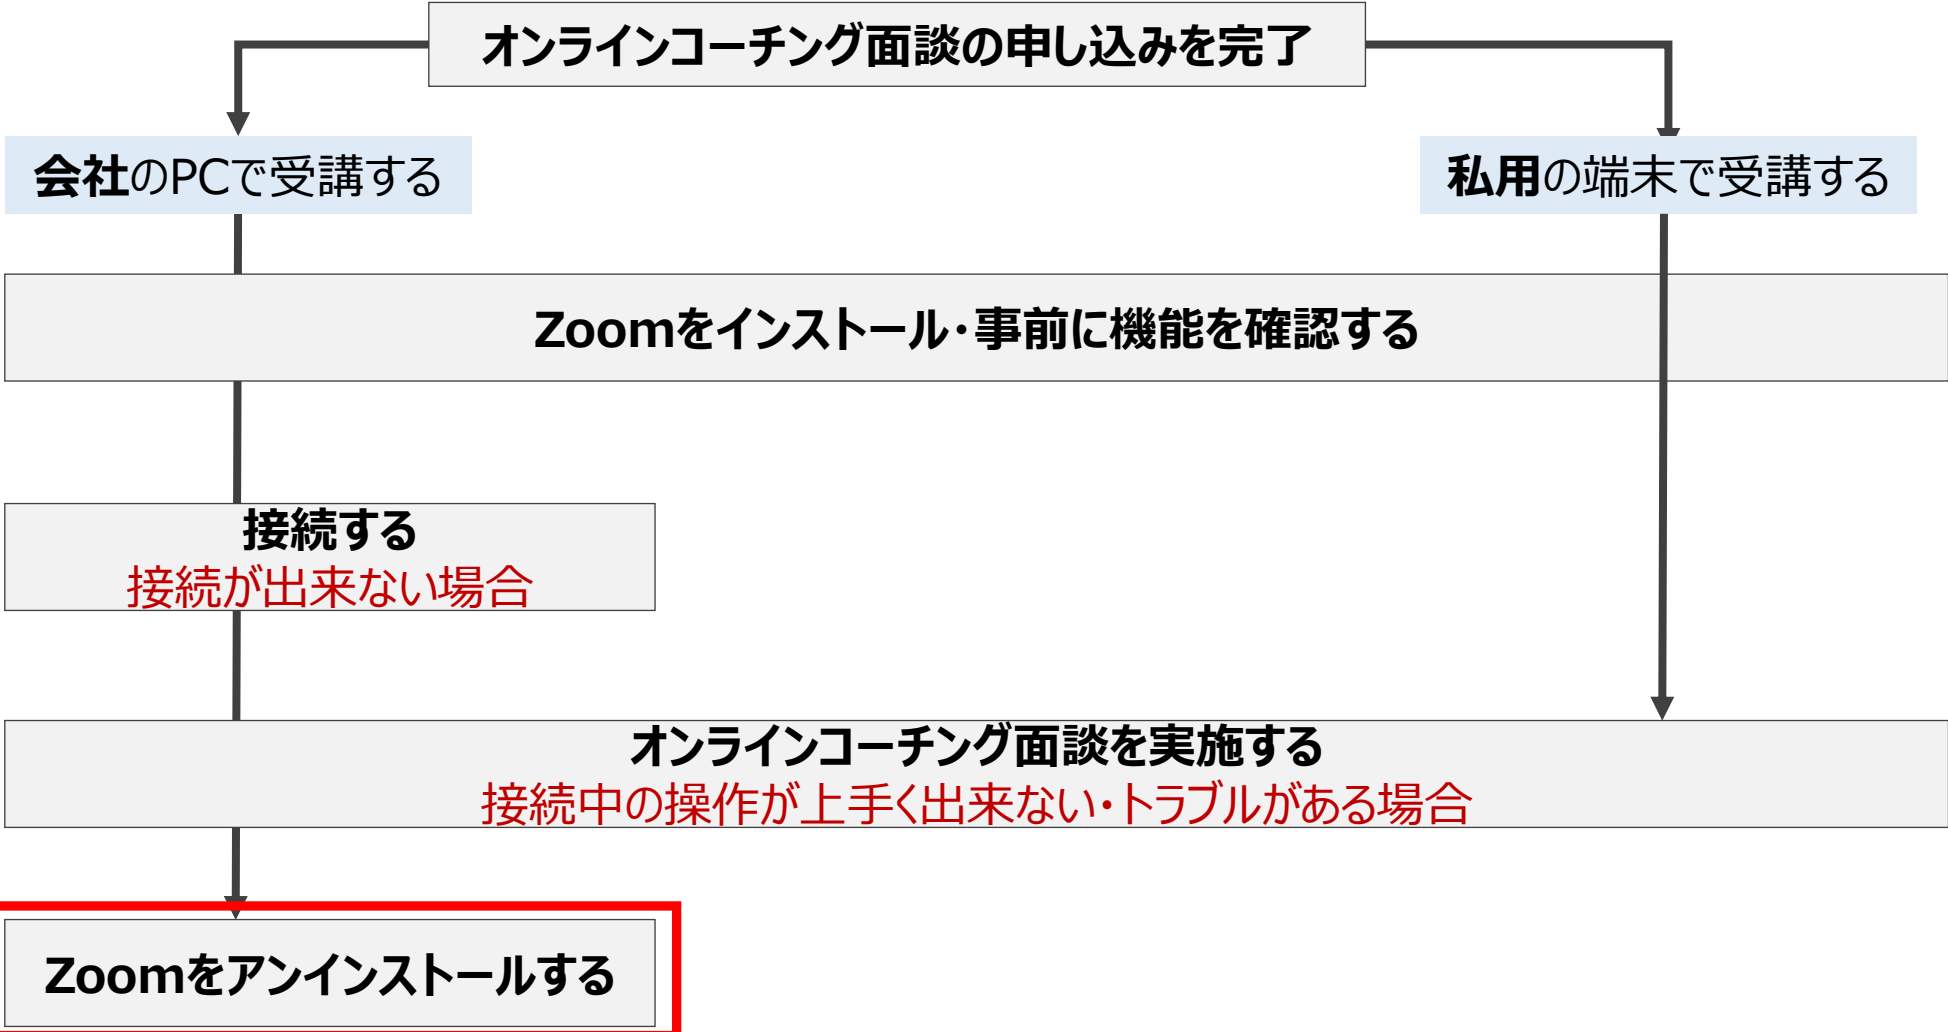 オンラインコーチング面談の申し込みを完了
会社のPCで受講する
私用の端末で受講する
Zoomをインストール・事前に機能を確認する
接続する
接続が出来ない場合
オンラインコーチング面談を実施する
接続中の操作が上手く出来ない・トラブルがある場合
Zoomをアンインストールする